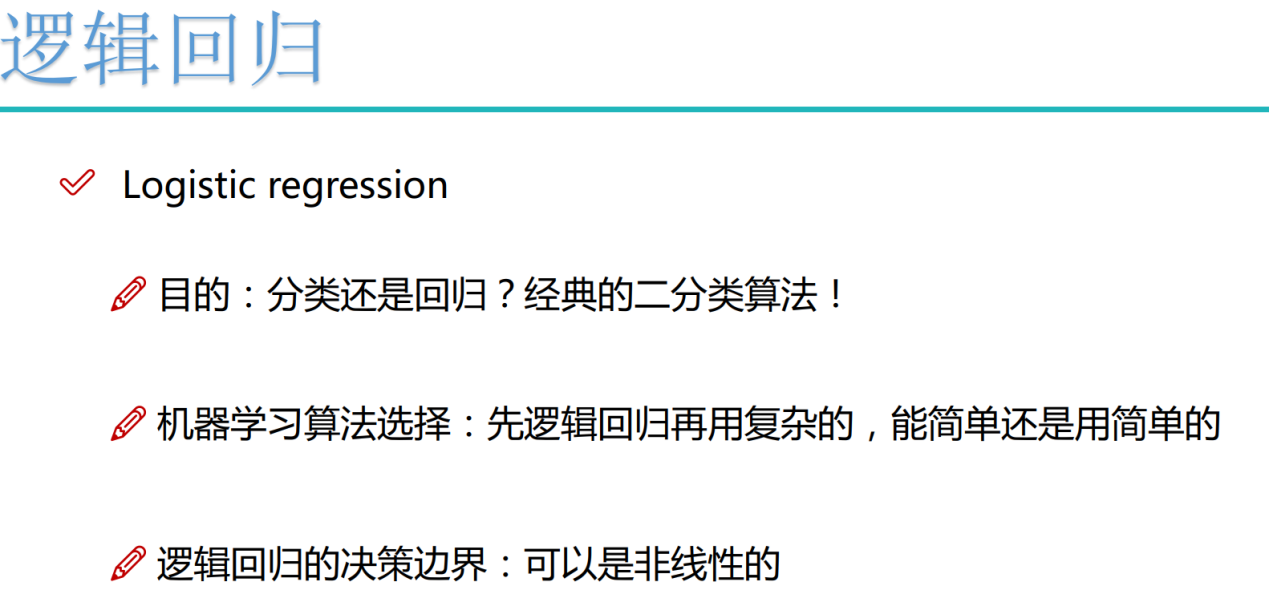 逻辑回归
Logistic regression
目的：分类还是回归？经典的二分类算法！
机器学习算法选择：先逻辑回归再用复杂的，能简单还是用简单的
逻辑回归的决策边界：可以是非线性的